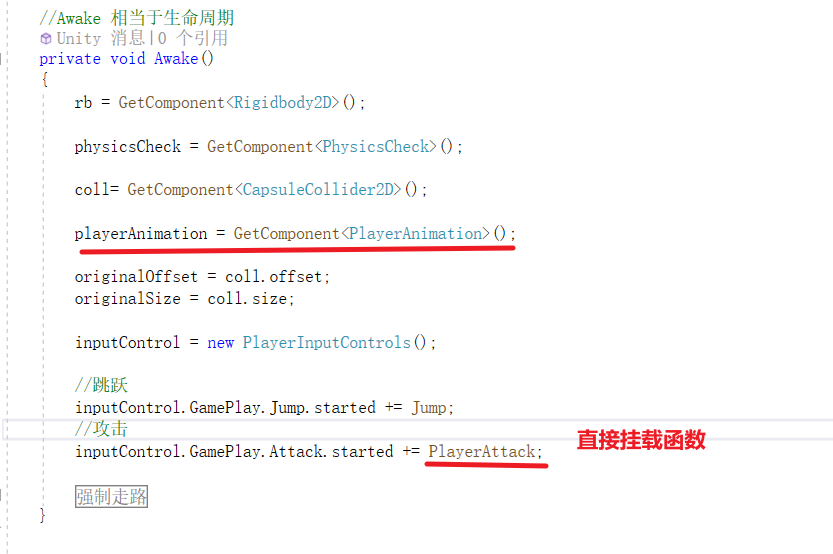 //Awake 相当于生命周期
Unity 消息|0 个引用
private void Awake()
{
rb = GetComponent<Rigidbody2D>();
physicsCheck = GetComponent<PhysicsCheck>();
coll= GetComponent<CapsuleCollider2D>();
playerAnimation = GetComponent<PlayerAnimation>();
originalOffset = coll.offset;
originalSize = coll.size;
inputControl = new PlayerInputControls();
//跳跃
inputControl.GamePlay.Jump.started += Jump;
//攻击
inputControl.GamePlay.Attack.started += PlayerAttack;
直接挂载函数
强制走路
}